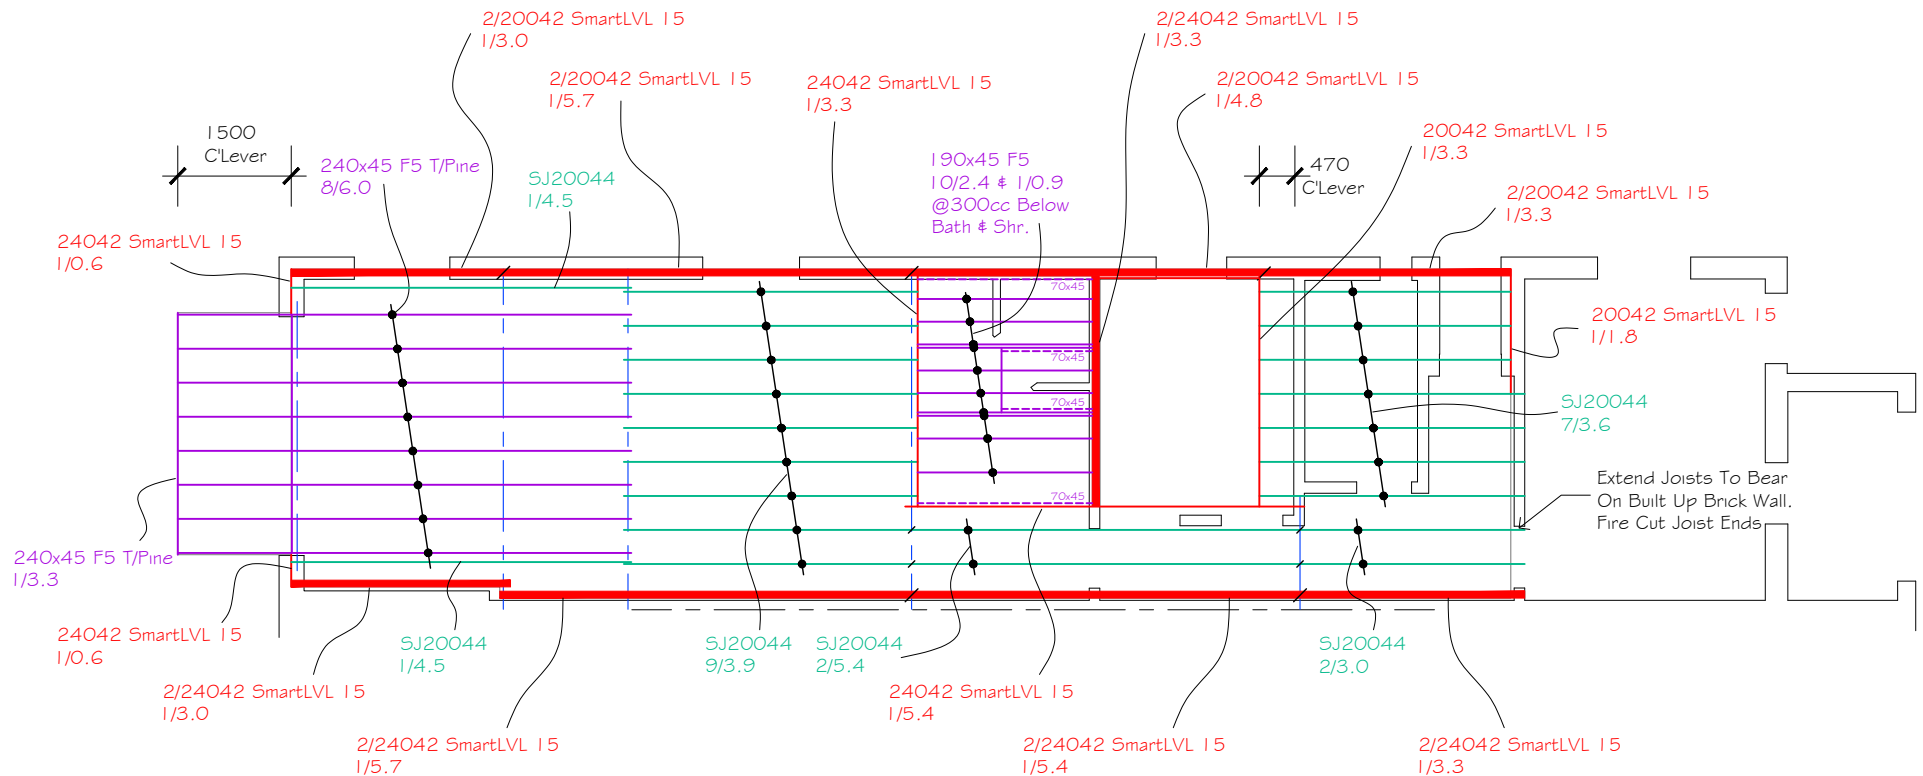 2/20042 SmartLVL 15
1/3.0
2/24042 SmartLVL 15
1/3.3
2/20042 SmartLVL 15
1/5.7
24042 SmartLVL 15
1/3.3
2/20042 SmartLVL 15
1/4.8
1500
C'Lever
20042 SmartLVL 15
1/3.3
240x45 F5 T/Pine
8/6.0
SJ20044
1/4.5
190x45 F5
10/2.4 & 1/0.9
@300cc Below
Bath & Shr.
470
C'Lever
2/20042 SmartLVL 15
1/3.3
24042 SmartLVL 15
1/0.6
70x45
20042 SmartLVL 15
1/1.8
70x45
70x45
SJ20044
7/3.6
70x45
Extend Joists To Bear
On Built Up Brick Wall.
Fire Cut Joist Ends
240x45 F5 T/Pine
1/3.3
24042 SmartLVL 15
1/0.6
SJ20044
1/4.5
SJ20044
9/3.9
SJ20044
2/5.4
SJ20044
2/3.0
2/24042 SmartLVL 15
1/3.0
24042 SmartLVL 15
1/5.4
2/24042 SmartLVL 15
1/5.7
2/24042 SmartLVL 15
1/5.4
2/24042 SmartLVL 15
1/3.3